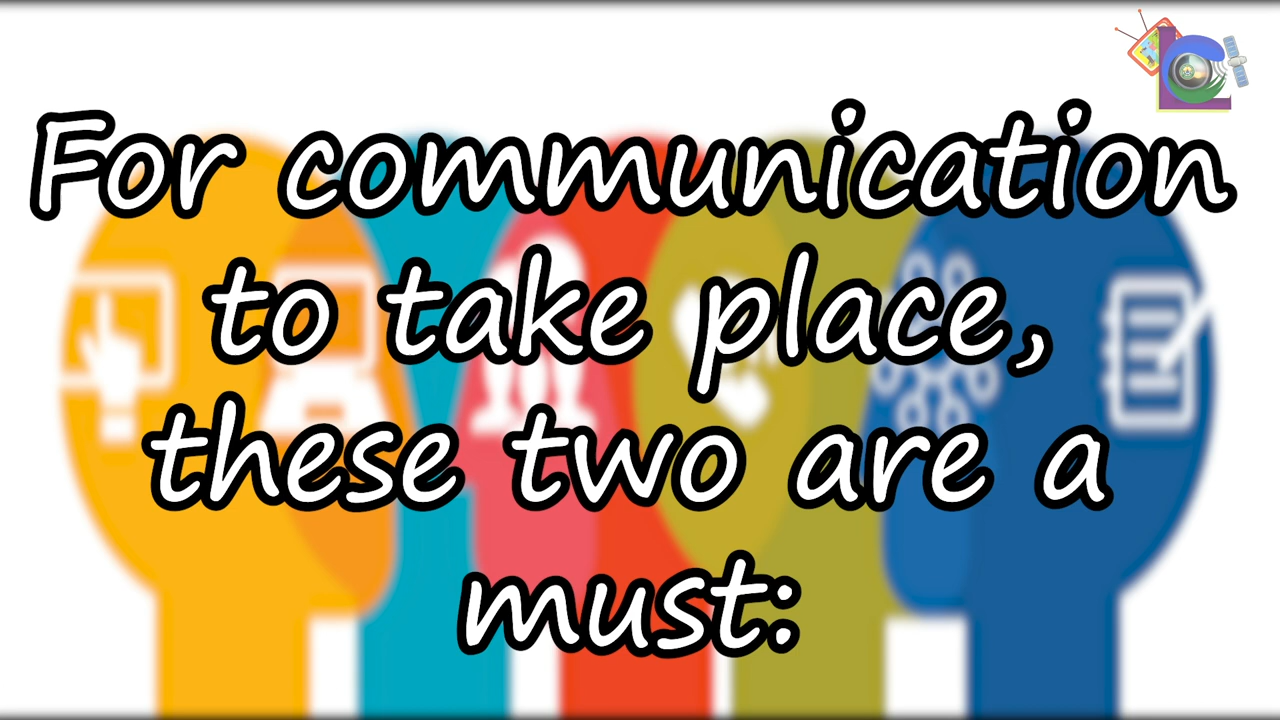 For communication
to take place,
these two are a
must: